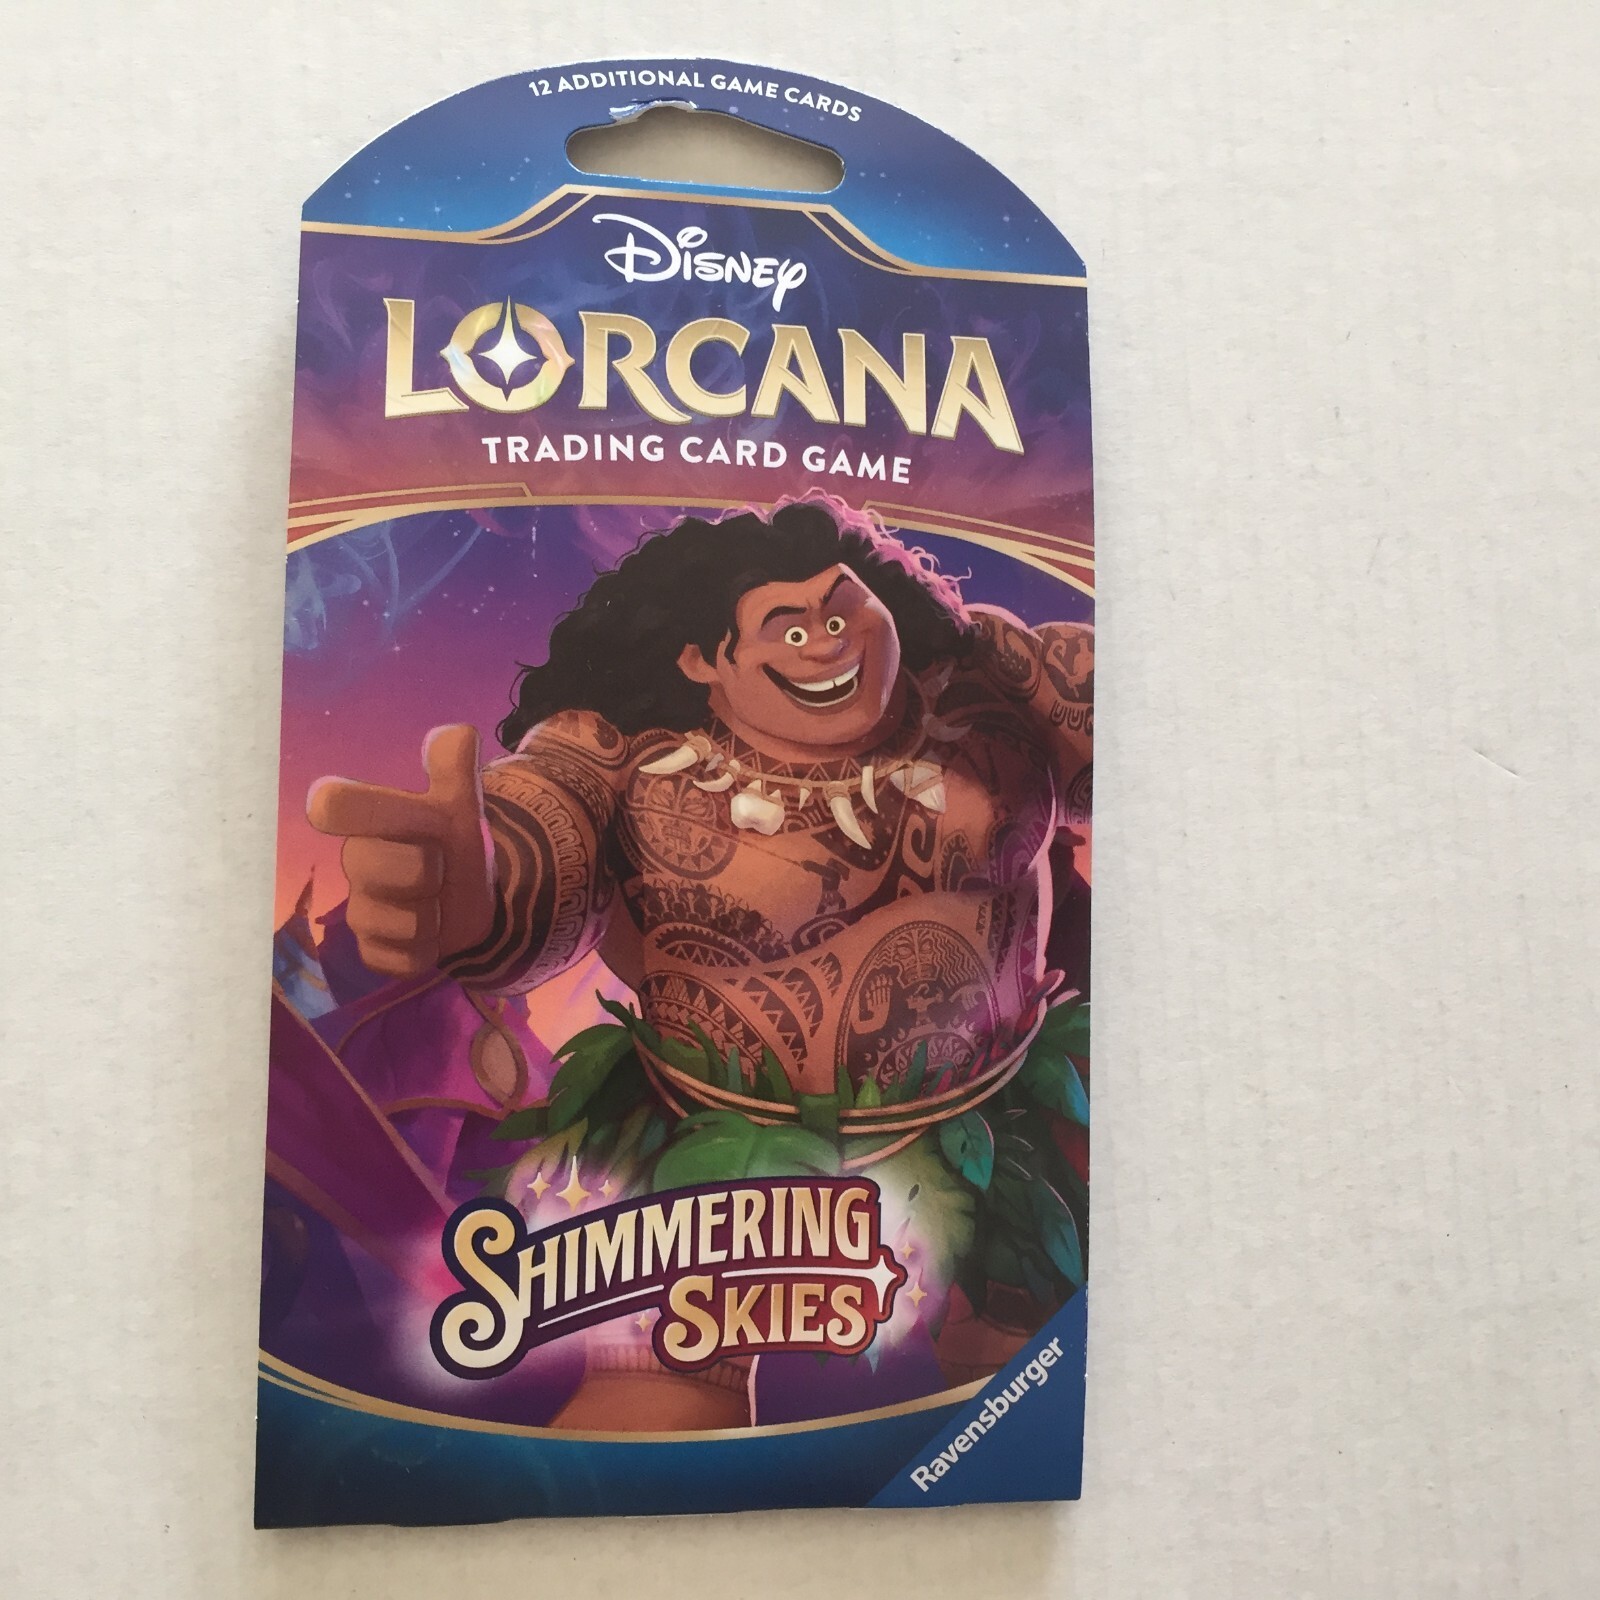 12 ADDITIONAL GAME CARDS
DISNEY
LORCANA
TRADING CARD GAME
SHIMMERING
SKIES
Ravensburger